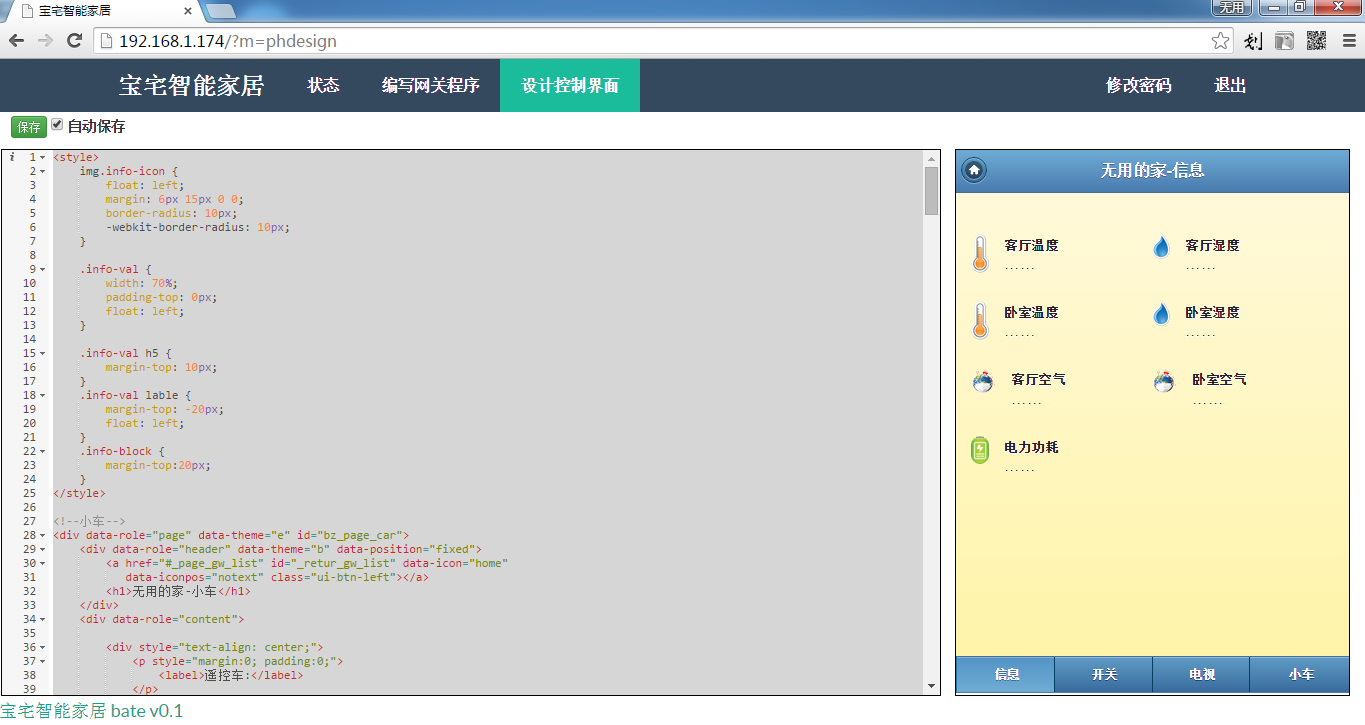 宝宅智能家居
无用
192.168.1.174/?m=phdesign
宝宅智能家居 状态 编写网关程序 设计控制界面 修改密码 退出
保存 自动保存
i 1 <style>
2 img.info-icon {
3 float: left;
4 margin: 6px 15px 0 0;
5 border-radius: 10px;
6 -webkit-border-radius: 10px;
7 }
8
9 .info-val {
10 width: 70%;
11 padding-top: 0px;
12 float: left;
13 }
14
15 .info-val h5 {
16 margin-top: 10px;
17 }
18 .info-val lable {
19 margin-top: -20px;
20 float: left;
21 }
22 .info-block {
23 margin-top:20px;
24 }
25 </style>
26
27 <!--小车-->
28 <div data-role="page" data-theme="e" id="bz_page_car">
29 <div data-role="header" data-theme="b" data-position="fixed">
30 <a href="#_page_gw_list" id="_retur_gw_list" data-icon="home"
31 data-iconpos="notext" class="ui-btn-left"></a>
32 <h1>无用的家-小车</h1>
33 </div>
34 <div data-role="content">
35
36 <div style="text-align: center;">
37 <p style="margin:0; padding:0;">
38 <label>遥控车:</label>
39 </p>
无用的家-信息
客厅温度 客厅湿度
…… ……
卧室温度 卧室湿度
…… ……
客厅空气 卧室空气
…… ……
电力功耗
……
信息 开关 电视 小车
宝宅智能家居 bate v0.1